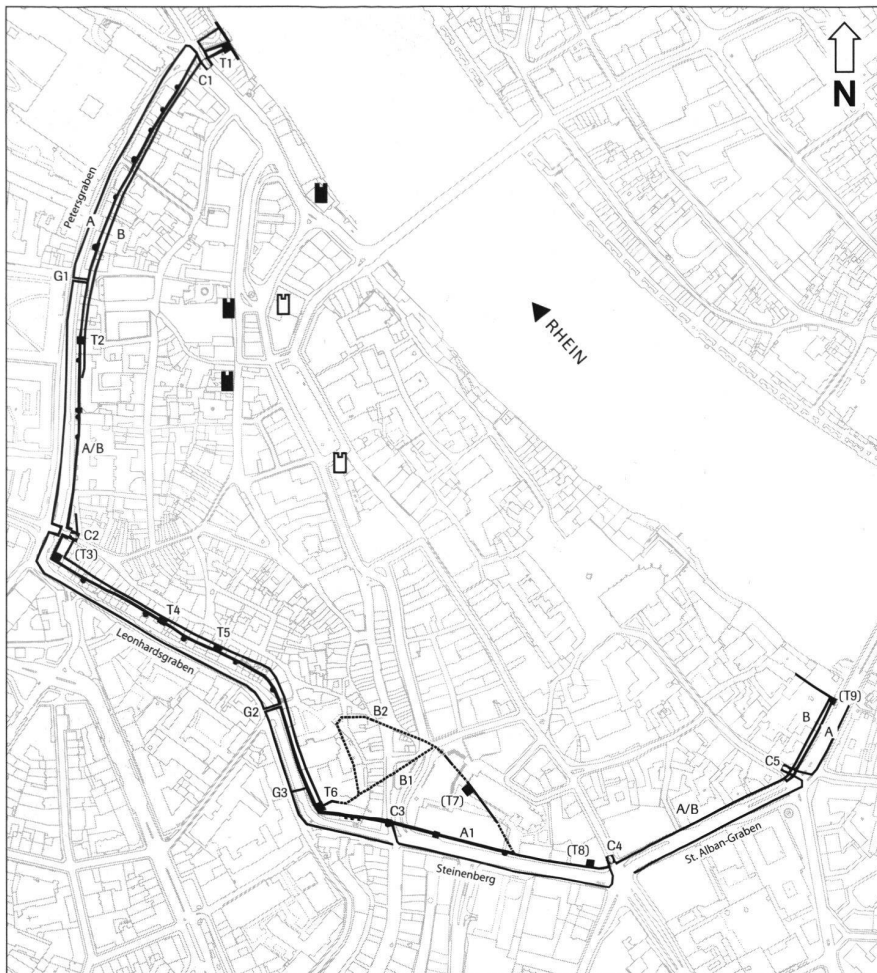 N
T1
C1
Petersgraben
A
B
G1
T2
RHEIN
A/B
C2
(T3)
T4
T5
Leonhardsgraben
(T9)
B
A
G2
B2
C5
B1
G3
(T7)
T6
C3
A/B
A1
St. Alban-Graben
(T8)
C4
Steinenberg